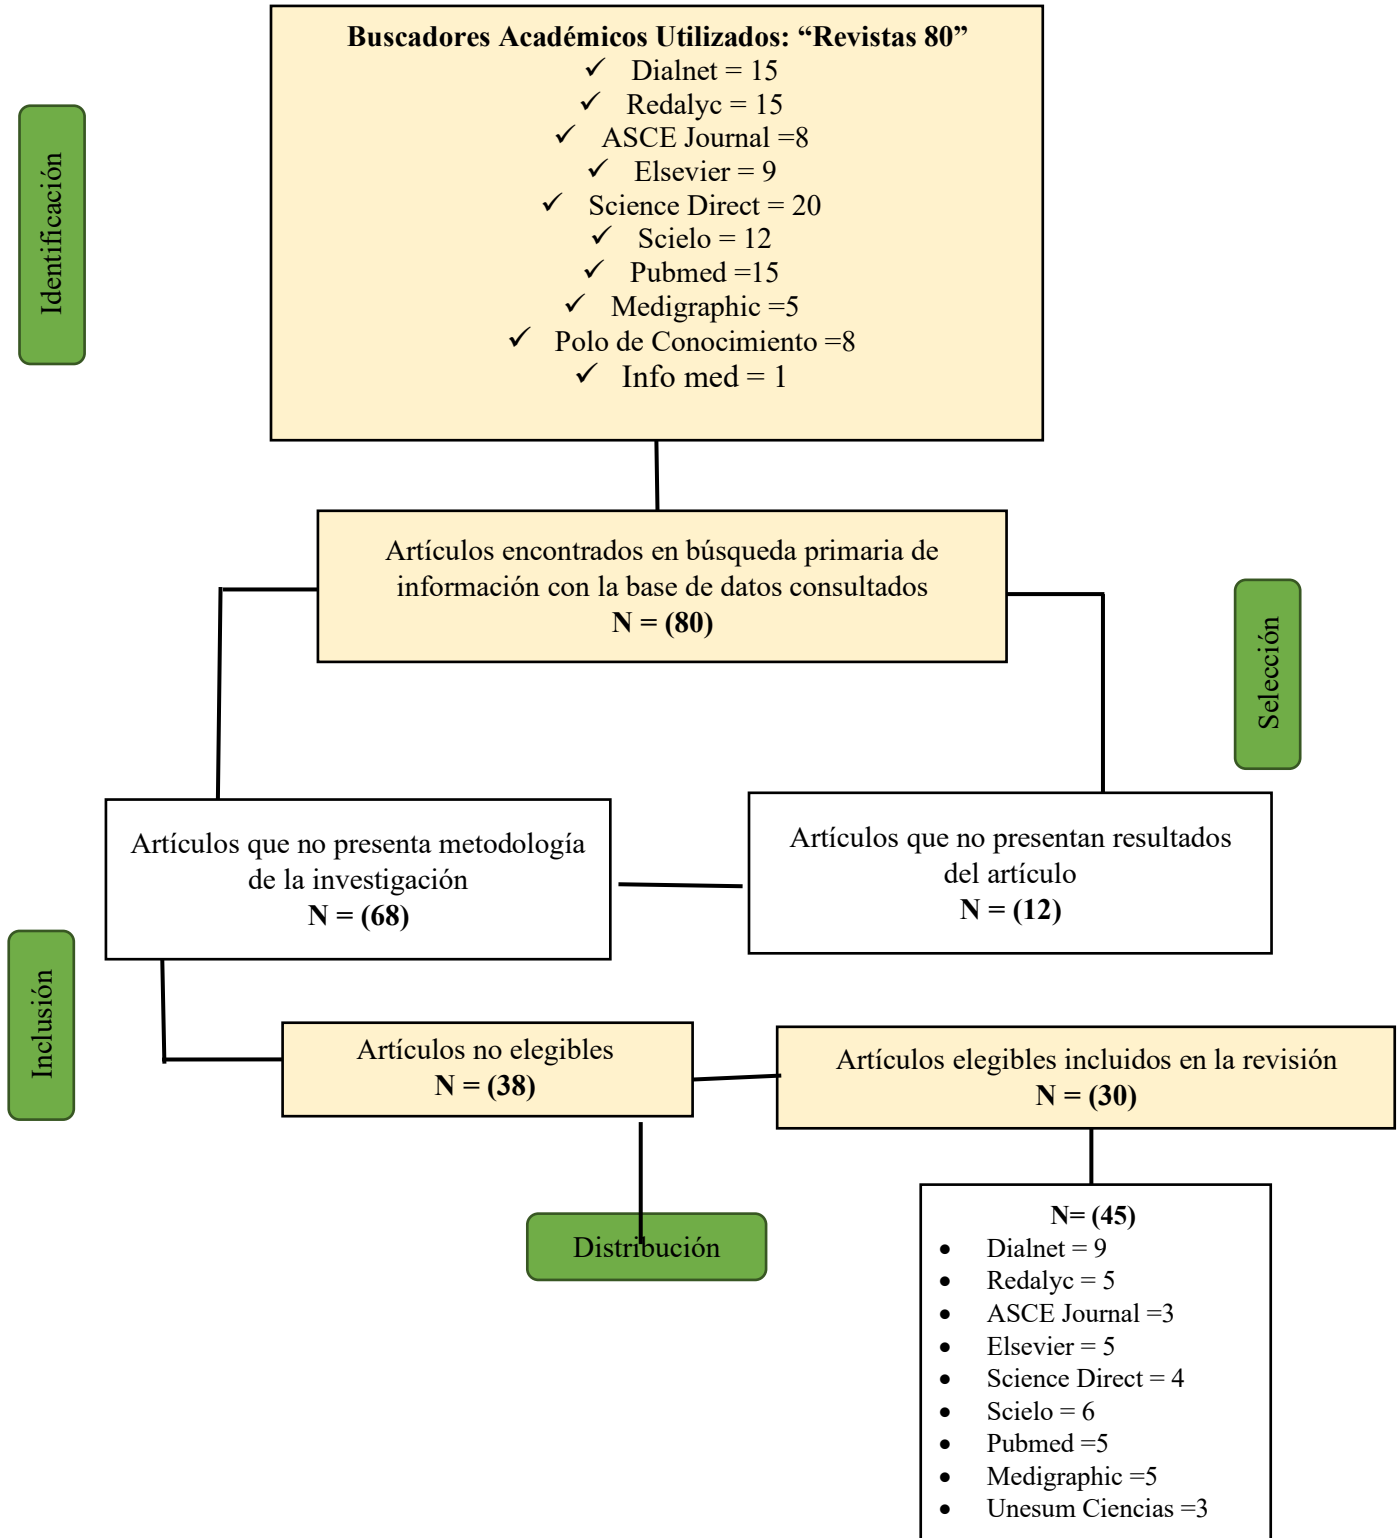 Buscadores Académicos Utilizados: “Revistas 80”
✓ Dialnet = 15
✓ Redalyc = 15
✓ ASCE Journal =8
✓ Elsevier = 9
✓ Science Direct = 20
✓ Scielo = 12
✓ Pubmed =15
✓ Medigraphic =5
✓ Polo de Conocimiento =8
✓ Info med = 1
Identificación
Artículos encontrados en búsqueda primaria de
información con la base de datos consultados
N = (80)
Selección
Artículos que no presenta metodología
de la investigación
N = (68)
Artículos que no presentan resultados
del artículo
N = (12)
Inclusión
Artículos no elegibles
N = (38)
Artículos elegibles incluidos en la revisión
N = (30)
Distribución
N= (45)
• Dialnet = 9
• Redalyc = 5
• ASCE Journal =3
• Elsevier = 5
• Science Direct = 4
• Scielo = 6
• Pubmed =5
• Medigraphic =5
• Unesum Ciencias =3